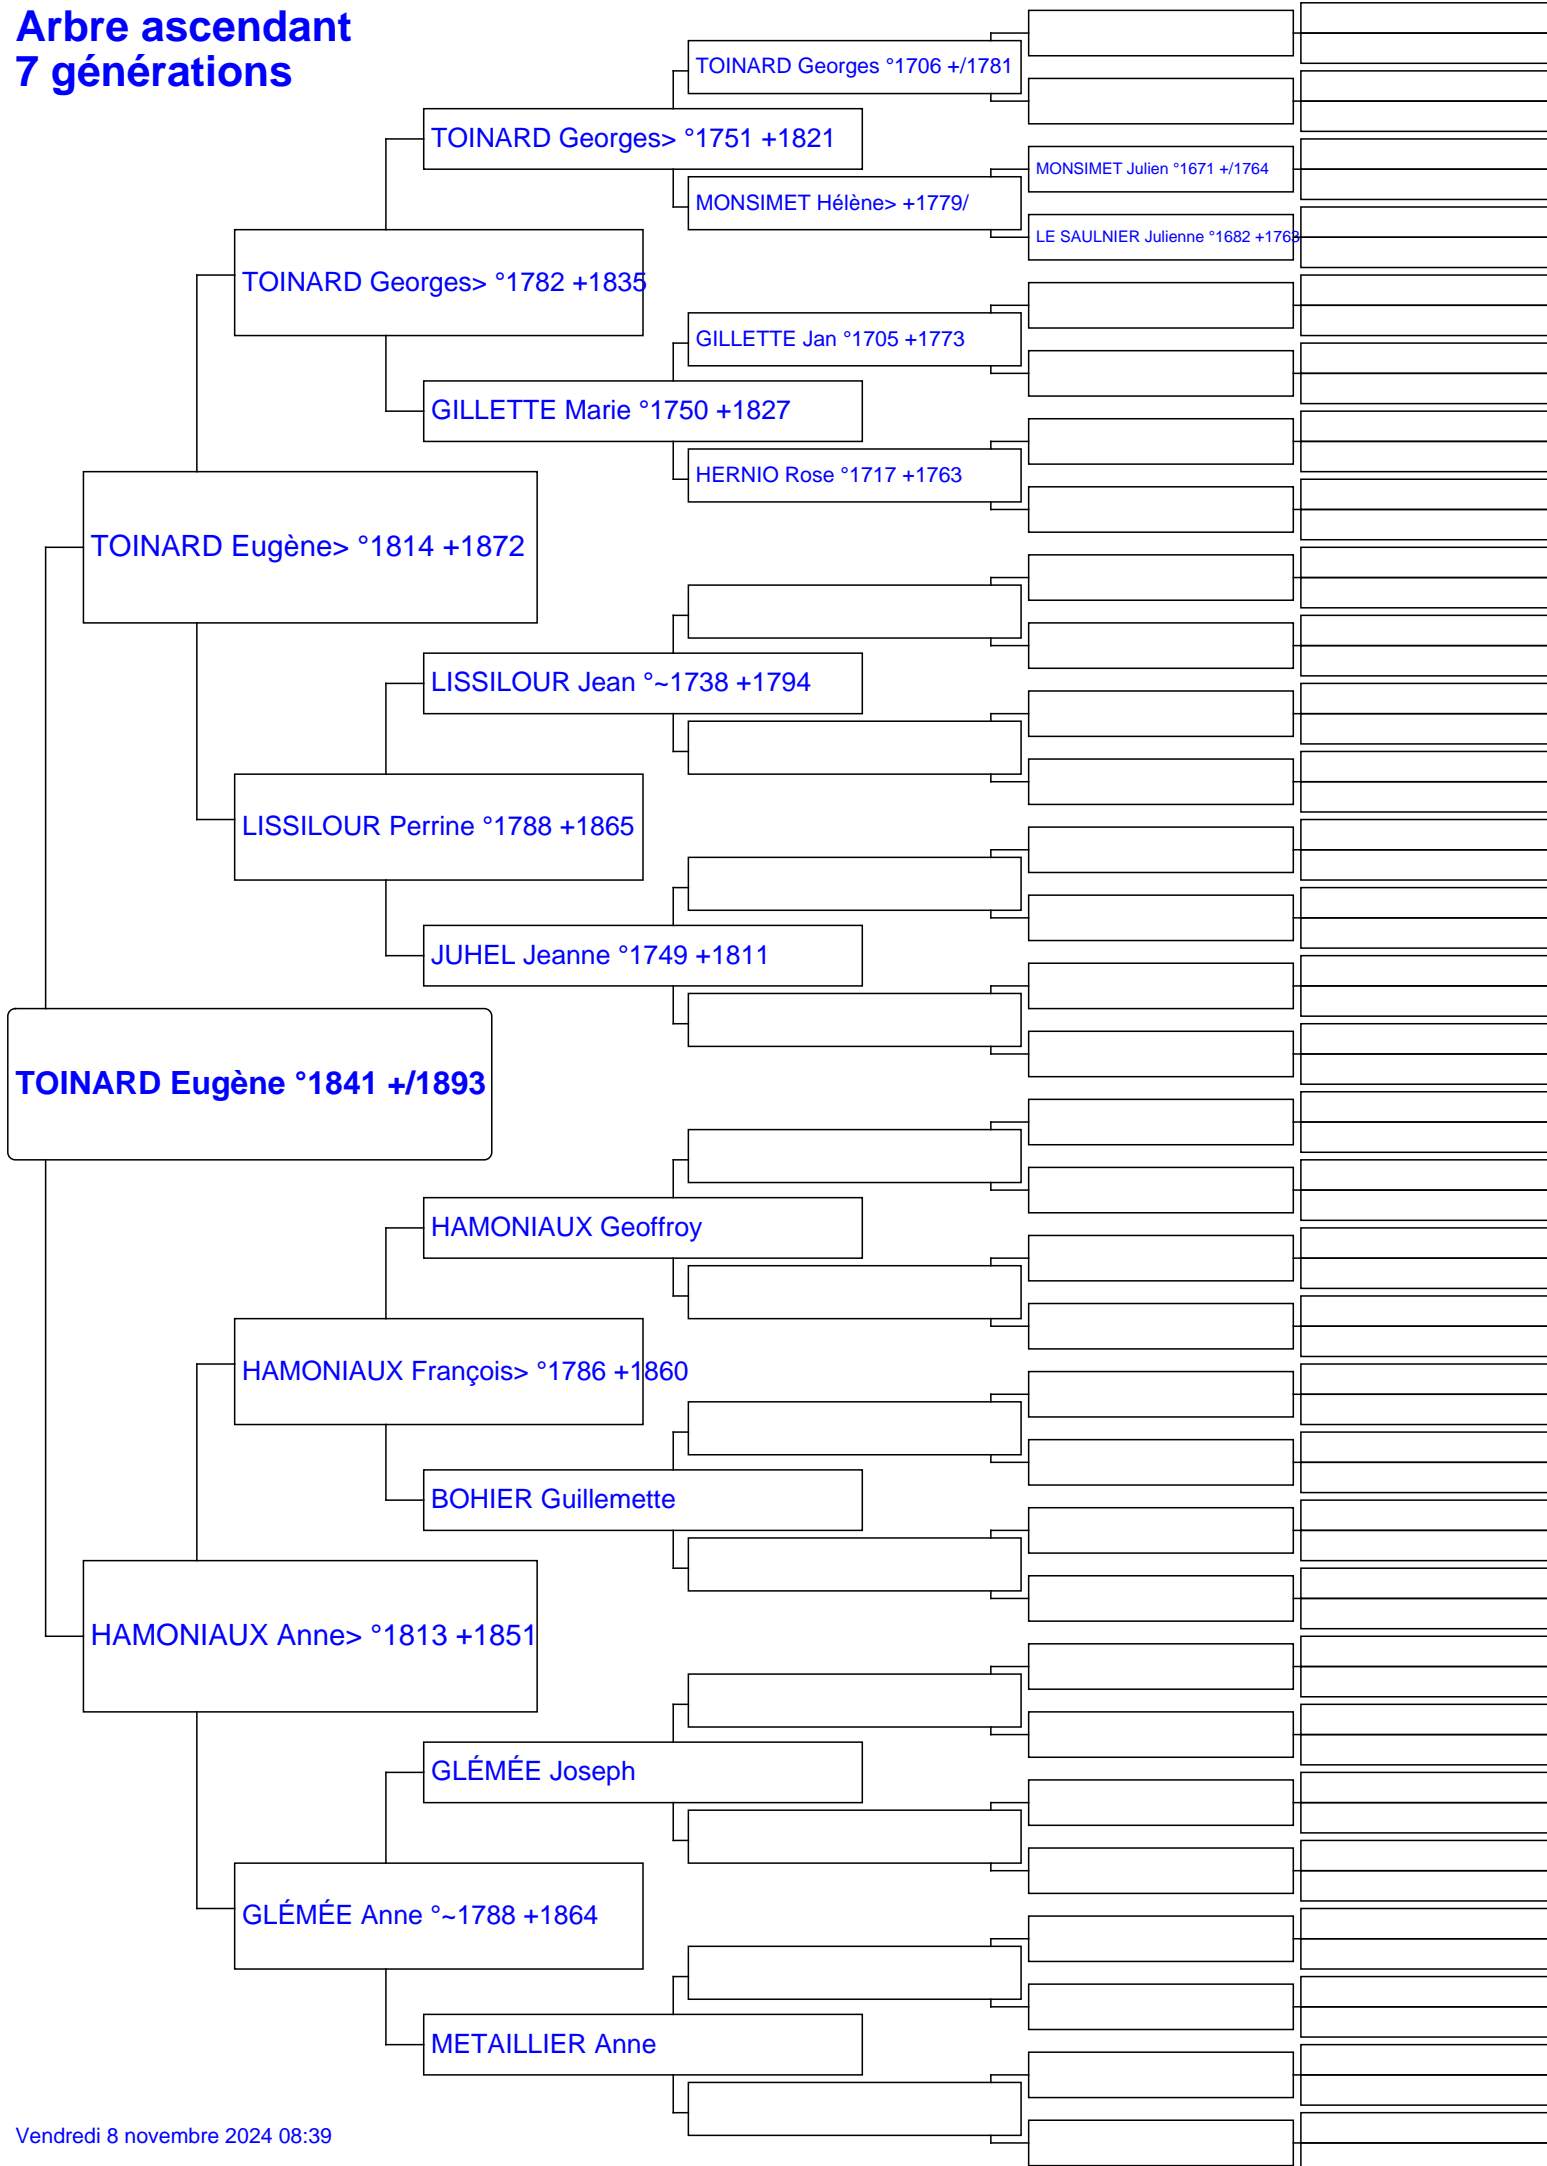 Arbre ascendant
7 générations
TOINARD Georges °1706 +/1781
TOINARD Georges> °1751 +1821
MONSIMET Julien °1671 +/1764
MONSIMET Hélène> +1779/
LE SAULNIER Julienne °1682 +1763
TOINARD Georges> °1782 +1835
GILLETTE Jan °1705 +1773
GILLETTE Marie °1750 +1827
HERNIO Rose °1717 +1763
TOINARD Eugène> °1814 +1872
LISSILOUR Jean °~1738 +1794
LISSILOUR Perrine °1788 +1865
JUHEL Jeanne °1749 +1811
TOINARD Eugène °1841 +/1893
HAMONIAUX Geoffroy
HAMONIAUX François> °1786 +1860
BOHIER Guillemette
HAMONIAUX Anne> °1813 +1851
GLÉMÉE Joseph
GLÉMÉE Anne °~1788 +1864
METAILLIER Anne
Vendredi 8 novembre 2024 08:39